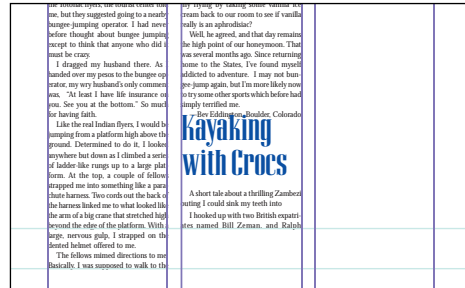 me, but they suggested going to a nearby
bungee-jumping operator. I had never
before thought about bungee jumping
except to think that anyone who did it
must be crazy.
I dragged my husband there. As I
handed over my pesos to the bungee op-
erator, my wry husband's only comment
was, "At least I have life insurance on
you. See you at the bottom." So much
for having faith.
Like the real Indian flyers, I would be
jumping from a platform high above the
ground. Determined to do it, I looked
anywhere but down as I climbed a series
of ladder-like rungs up to a large plat-
form. At the top, a couple of fellows
strapped me into something like a para-
chute harness. Two cords out the back of
the harness linked me to what looked like
the arm of a big crane that stretched high
beyond the edge of the platform. With a
large, nervous gulp, I strapped on the
dented helmet offered to me.
The fellows mimed directions to me.
Basically, I was supposed to walk to the
my flying by taking some vanilla ice
cream back to our room to see if vanilla
really is an aphrodisiac?
Well, he agreed, and that day remains
the high point of our honeymoon. That
was several months ago. Since returning
home to the States, I've found myself
addicted to adventure. I may not bun-
gee-jump again, but I'm more likely now
to try some other sports which before had
simply terrified me.
Bev Eddington, Boulder, Colorado
Kayaking
with Crocs
A short tale about a thrilling Zambezi
outing I could sink my teeth into
I hooked up with two British expatri-
ates named Bill Zeman, and Ralph